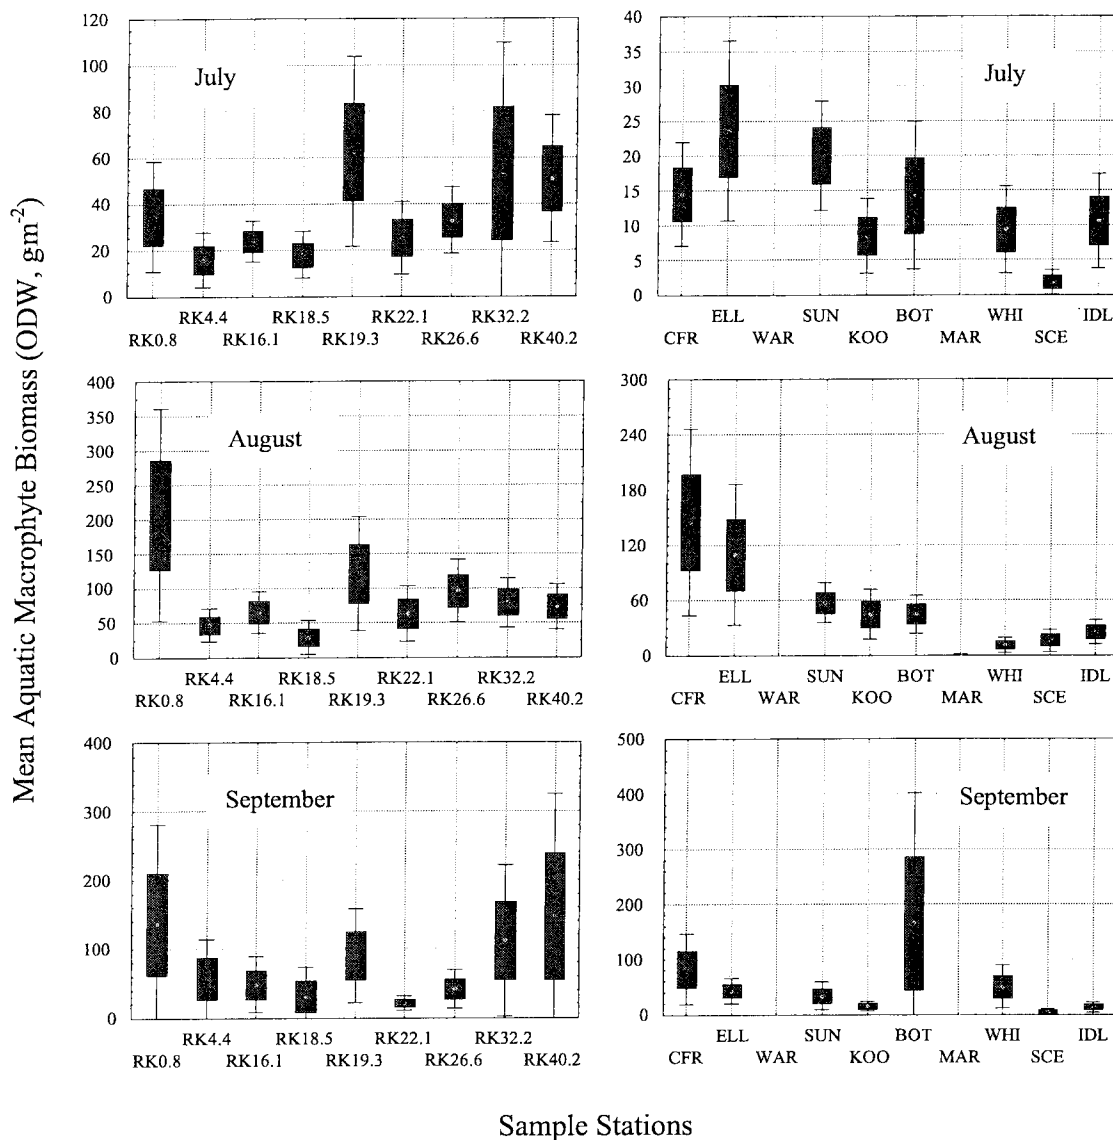 Mean Aquatic Macrophyte Biomass (ODW, g·m⁻²)
120
100
80
60
40
20
0
July
RK4.4 RK18.5 RK22.1 RK32.2
RK0.8 RK16.1 RK19.3 RK26.6 RK40.2
40
35
30
25
20
15
10
5
0
July
ELL SUN BOT WHI IDL
CFR WAR KOO MAR SCE
400
350
300
250
200
150
100
50
0
August
RK4.4 RK18.5 RK22.1 RK32.2
RK0.8 RK16.1 RK19.3 RK26.6 RK40.2
300
240
180
120
60
0
August
ELL SUN BOT WHI IDL
CFR WAR KOO MAR SCE
400
300
200
100
0
September
RK4.4 RK18.5 RK22.1 RK32.2
RK0.8 RK16.1 RK19.3 RK26.6 RK40.2
500
400
300
200
100
0
September
ELL SUN BOT WHI IDL
CFR WAR KOO MAR SCE
Sample Stations